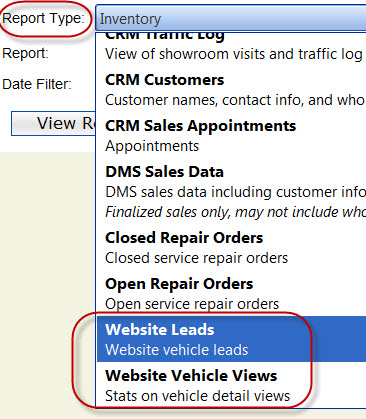 Report Type: Inventory
CRM Traffic Log
Report: View of showroom visits and traffic log
CRM Customers
Date Filter: Customer names, contact info, and who
CRM Sales Appointments
View Re Appointments
DMS Sales Data
DMS sales data including customer info
Finalized sales only, may not include who
Closed Repair Orders
Closed service repair orders
Open Repair Orders
Open service repair orders
Website Leads
Website vehicle leads
Website Vehicle Views
Stats on vehicle detail views